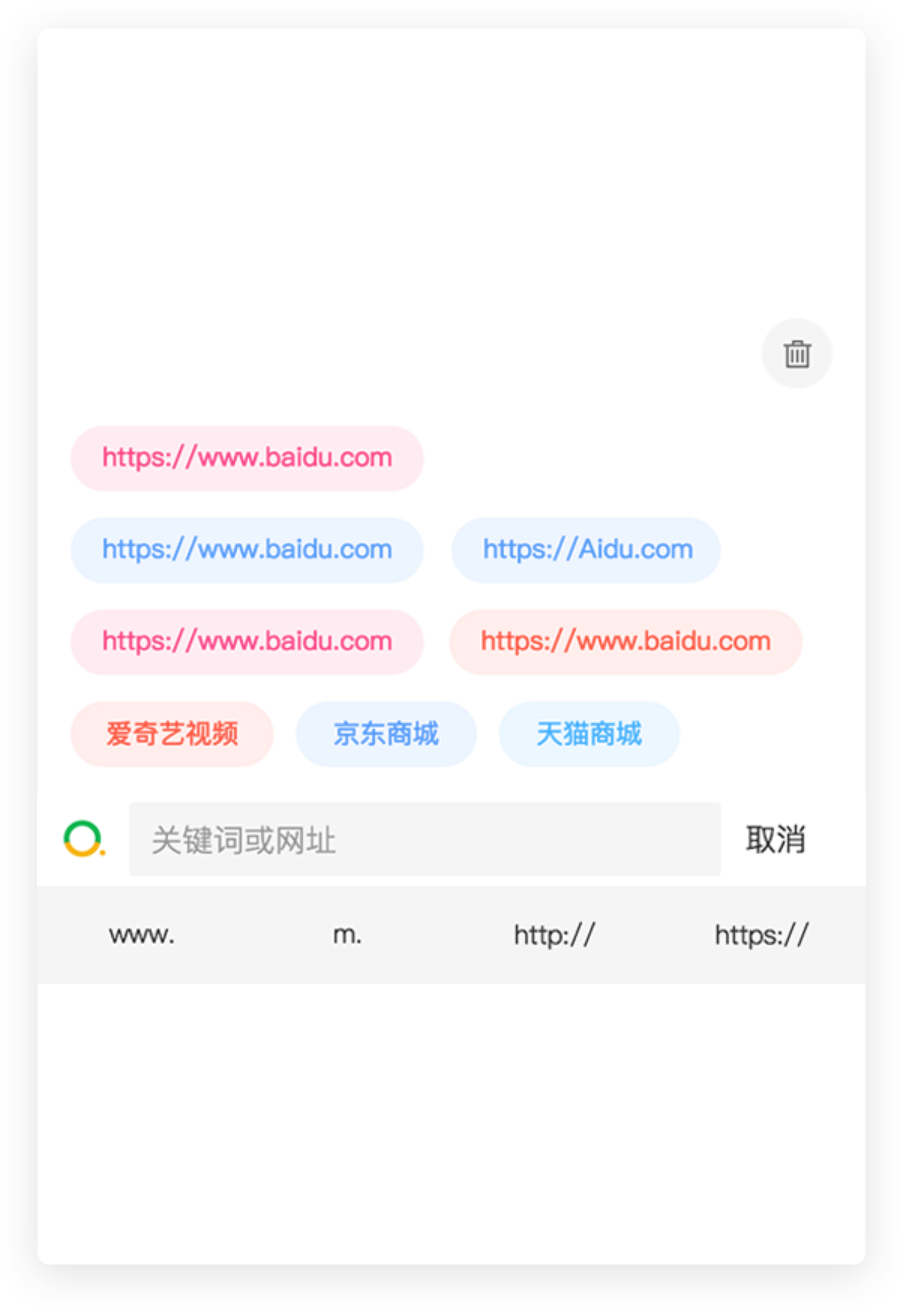 https://www.baidu.com
https://www.baidu.com https://Aidu.com
https://www.baidu.com https://www.baidu.com
爱奇艺视频 京东商城 天猫商城
关键词或网址 取消
www. m. http:// https://